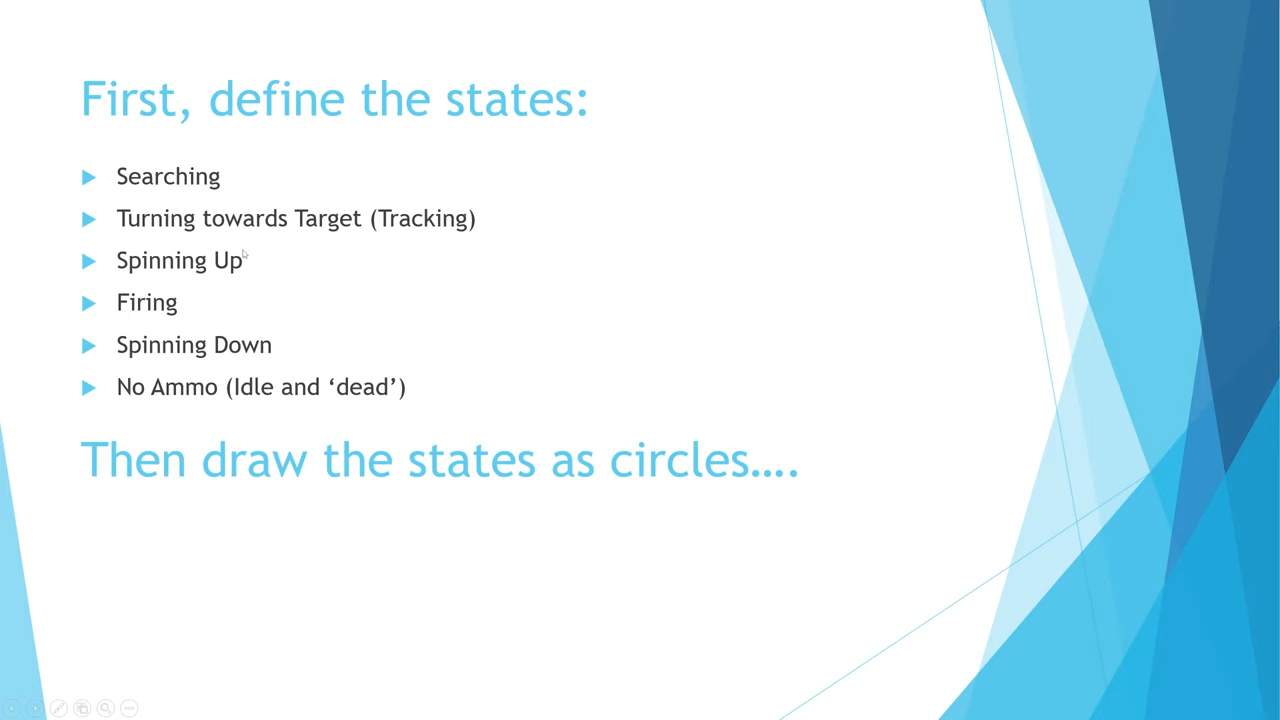 First, define the states:
Searching
Turning towards Target (Tracking)
Spinning Up
Firing
Spinning Down
No Ammo (Idle and ‘dead’)
Then draw the states as circles….